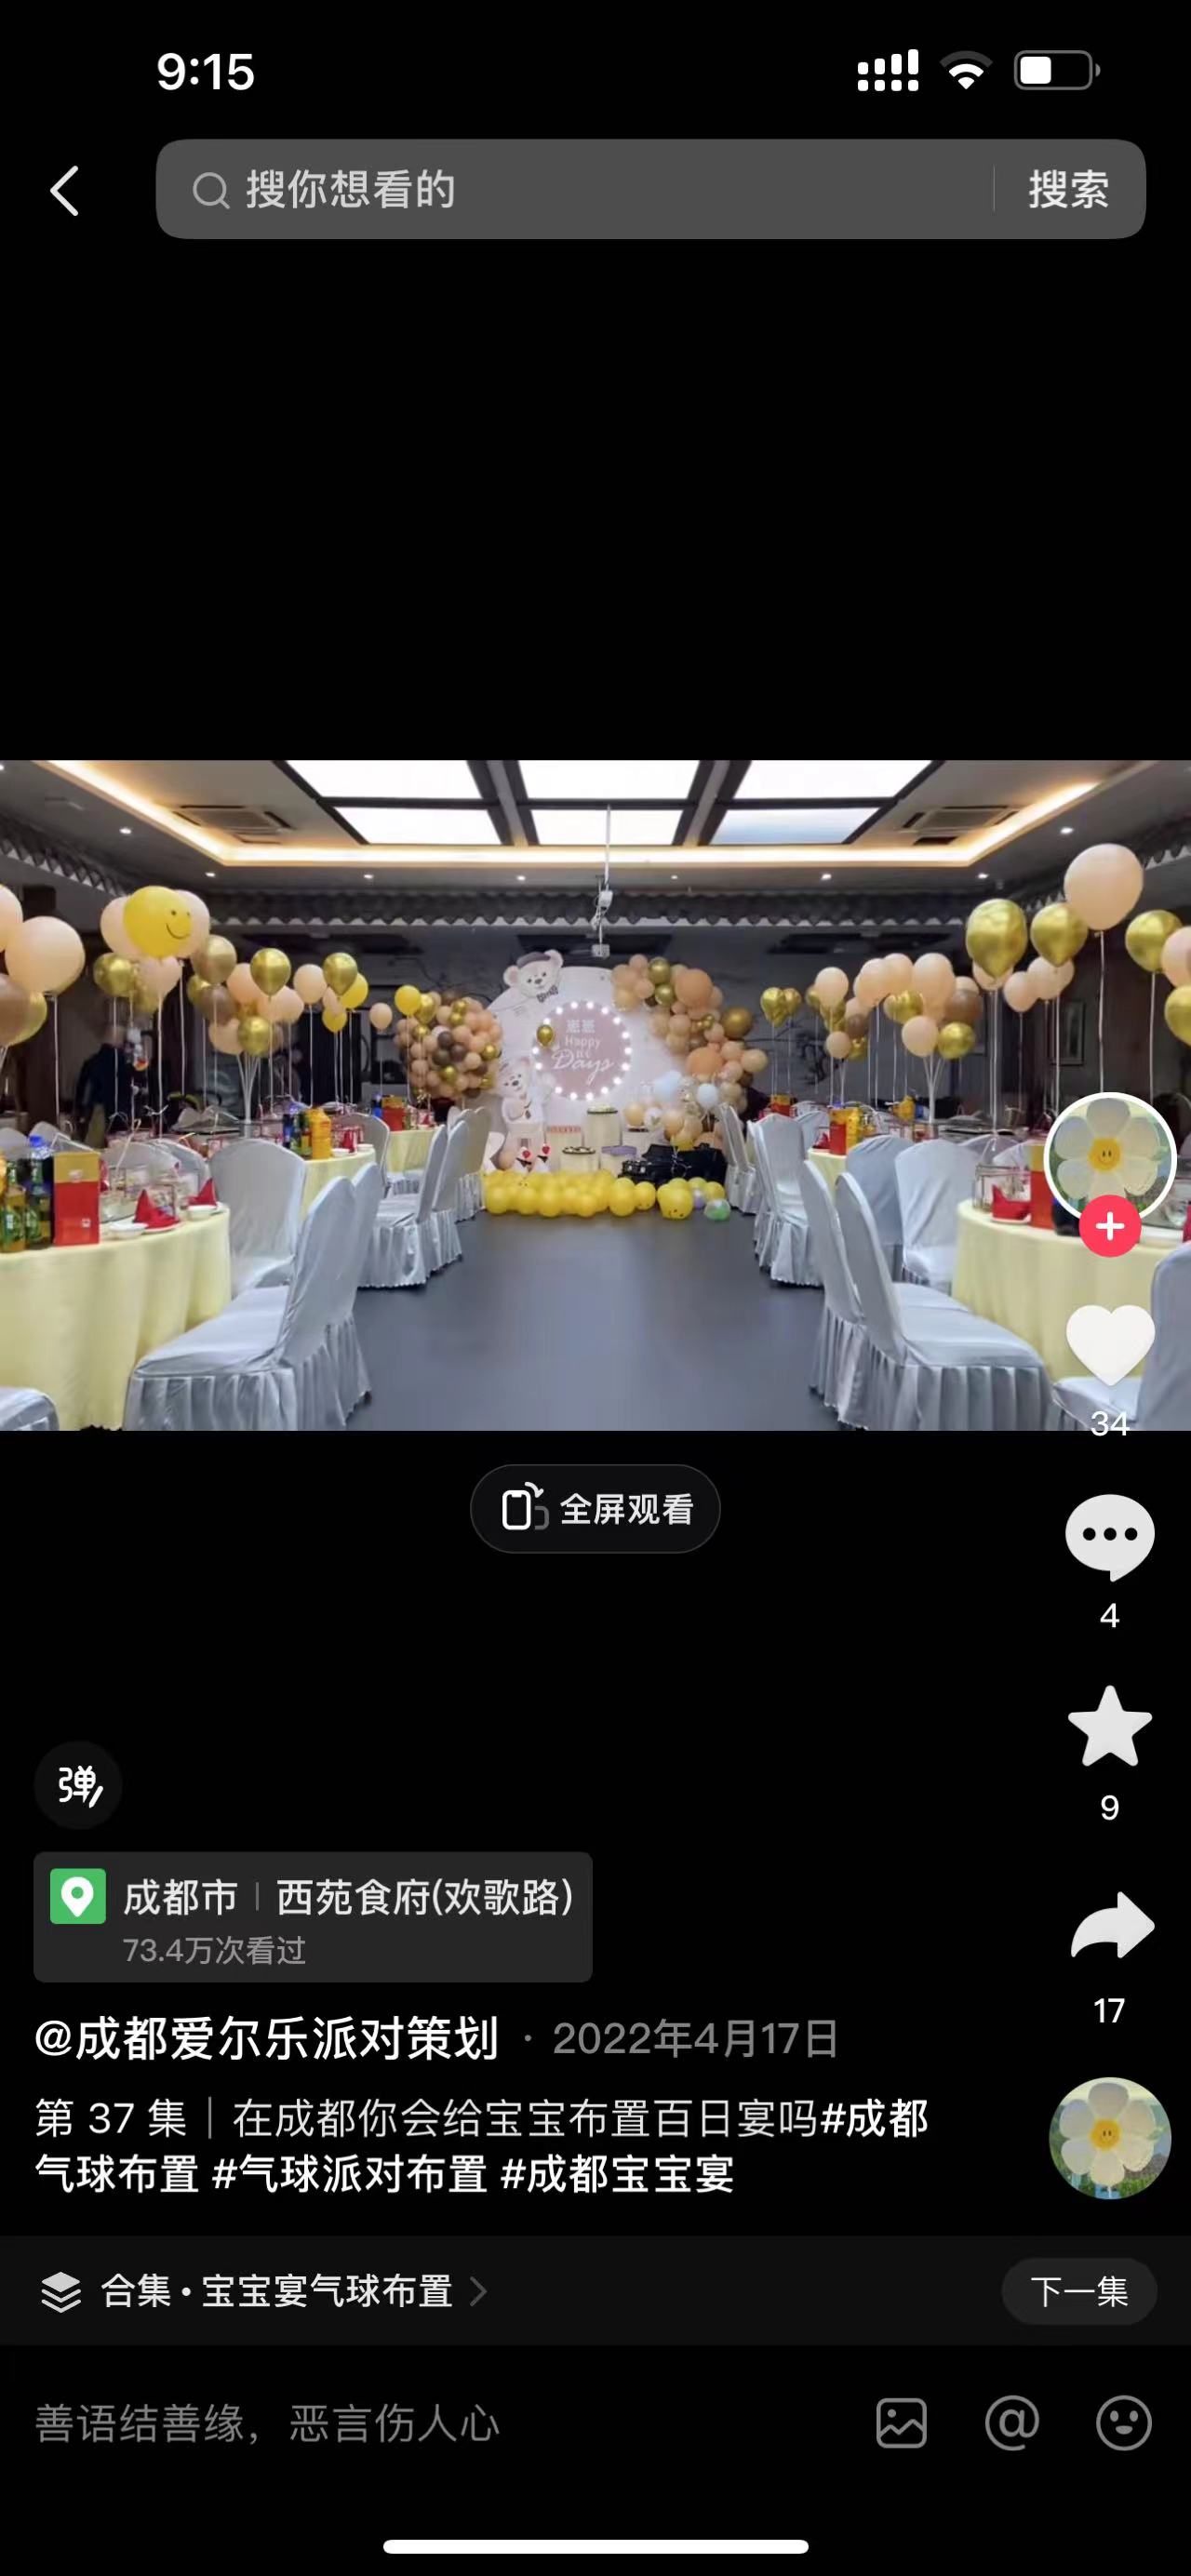 9:15
搜你想看的
搜索
崽崽
Happy
Days
34
全屏观看
4
9
弹
成都市 | 西苑食府(欢歌路)
73.4万次看过
17
@成都爱尔乐派对策划 · 2022年4月17日
第 37 集 | 在成都你会给宝宝布置百日宴吗#成都
气球布置 #气球派对布置 #成都宝宝宴
合集 • 宝宝宴气球布置
下一集
善语结善缘，恶言伤人心